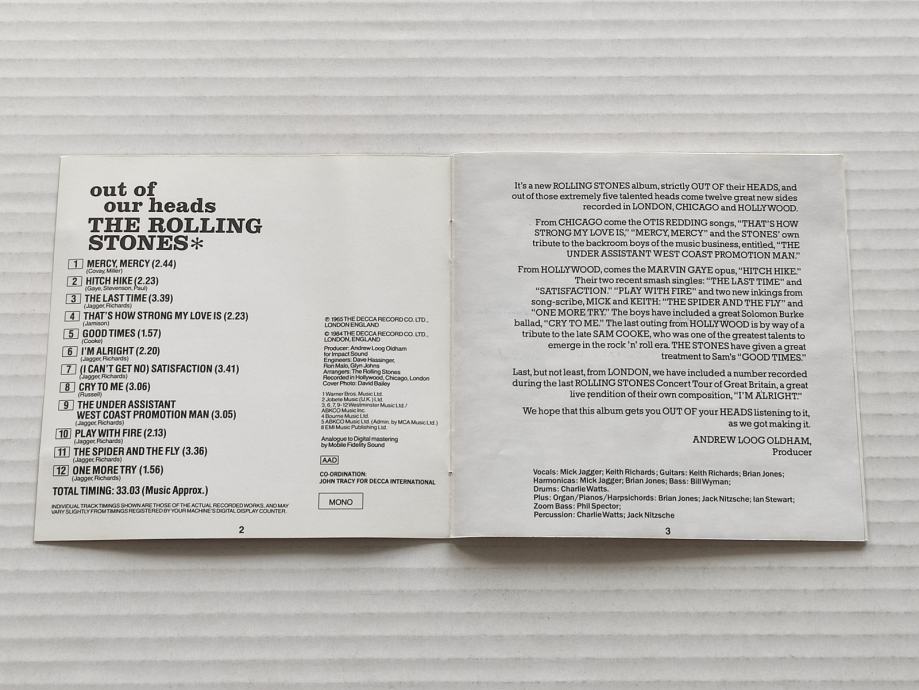 out of
our heads
THE ROLLING
STONES*
1 MERCY, MERCY (2.44)
(Covay, Miller)
2 HITCH HIKE (2.23)
(Gaye, Stevenson, Paul)
3 THE LAST TIME (3.39)
(Jagger, Richards)
4 THAT'S HOW STRONG MY LOVE IS (2.23)
(Jamison)
5 GOOD TIMES (1.57)
(Cooke)
6 I'M ALRIGHT (2.20)
(Jagger, Richards)
7 (I CAN'T GET NO) SATISFACTION (3.41)
(Jagger, Richards)
8 CRY TO ME (3.06)
(Russell)
9 THE UNDER ASSISTANT
WEST COAST PROMOTION MAN (3.05)
(Jagger, Richards)
10 PLAY WITH FIRE (2.13)
(Jagger, Richards)
11 THE SPIDER AND THE FLY (3.36)
(Jagger, Richards)
12 ONE MORE TRY (1.56)
(Jagger, Richards)
TOTAL TIMING: 33.03 (Music Approx.)
INDIVIDUAL TRACK TIMINGS SHOWN ARE THOSE OF THE ACTUAL RECORDED WORKS, AND MAY
VARY SLIGHTLY FROM TIMINGS REGISTERED BY YOUR MACHINE'S DIGITAL DISPLAY COUNTER.
℗ 1965 THE DECCA RECORD CO. LTD.,
LONDON ENGLAND
© 1984 THE DECCA RECORD CO. LTD.,
LONDON, ENGLAND
Producer: Andrew Loog Oldham
for Impact Sound
Engineers: Dave Hassinger,
Ron Malo, Glyn Johns
Arrangers: The Rolling Stones
Recorded in Hollywood, Chicago, London
Cover Photo: David Bailey
1 Warner Bros. Music Ltd.
2 Jobete Music (U.K.) Ltd.
3, 6, 7, 9-12 Westminster Music Ltd. /
ABKCO Music Inc.
4 Bourne Music Ltd.
5 ABKCO Music Ltd. (Admin. by MCA Music Ltd.)
8 EMI Music Publishing Ltd.
Analogue to Digital mastering
by Mobile Fidelity Sound
AAD
CO-ORDINATION:
JOHN TRACY FOR DECCA INTERNATIONAL
MONO
2
It's a new ROLLING STONES album, strictly OUT OF their HEADS, and
out of those extremely five talented heads come twelve great new sides
recorded in LONDON, CHICAGO and HOLLYWOOD.
From CHICAGO come the OTIS REDDING songs, "THAT'S HOW
STRONG MY LOVE IS," "MERCY, MERCY" and the STONES' own
tribute to the backroom boys of the music business, entitled, "THE
UNDER ASSISTANT WEST COAST PROMOTION MAN."
From HOLLYWOOD, comes the MARVIN GAYE opus, "HITCH HIKE."
Their two recent smash singles: "THE LAST TIME" and
"SATISFACTION." "PLAY WITH FIRE" and two new inkings from
song-scribe, MICK and KEITH: "THE SPIDER AND THE FLY" and
"ONE MORE TRY." The boys have included a great Solomon Burke
ballad, "CRY TO ME." The last outing from HOLLYWOOD is by way of a
tribute to the late SAM COOKE, who was one of the greatest talents to
emerge in the rock 'n' roll era. THE STONES have given a great
treatment to Sam's "GOOD TIMES."
Last, but not least, from LONDON, we have included a number recorded
during the last ROLLING STONES Concert Tour of Great Britain, a great
live rendition of their own composition, "I'M ALRIGHT."
We hope that this album gets you OUT OF your HEADS listening to it,
as we got making it.
ANDREW LOOG OLDHAM,
Producer
Vocals: Mick Jagger; Keith Richards; Guitars: Keith Richards; Brian Jones;
Harmonicas: Mick Jagger; Brian Jones; Bass: Bill Wyman;
Drums: Charlie Watts.
Plus: Organ/Pianos/Harpsichords: Brian Jones; Jack Nitzsche; Ian Stewart;
Zoom Bass: Phil Spector;
Percussion: Charlie Watts; Jack Nitzsche
3